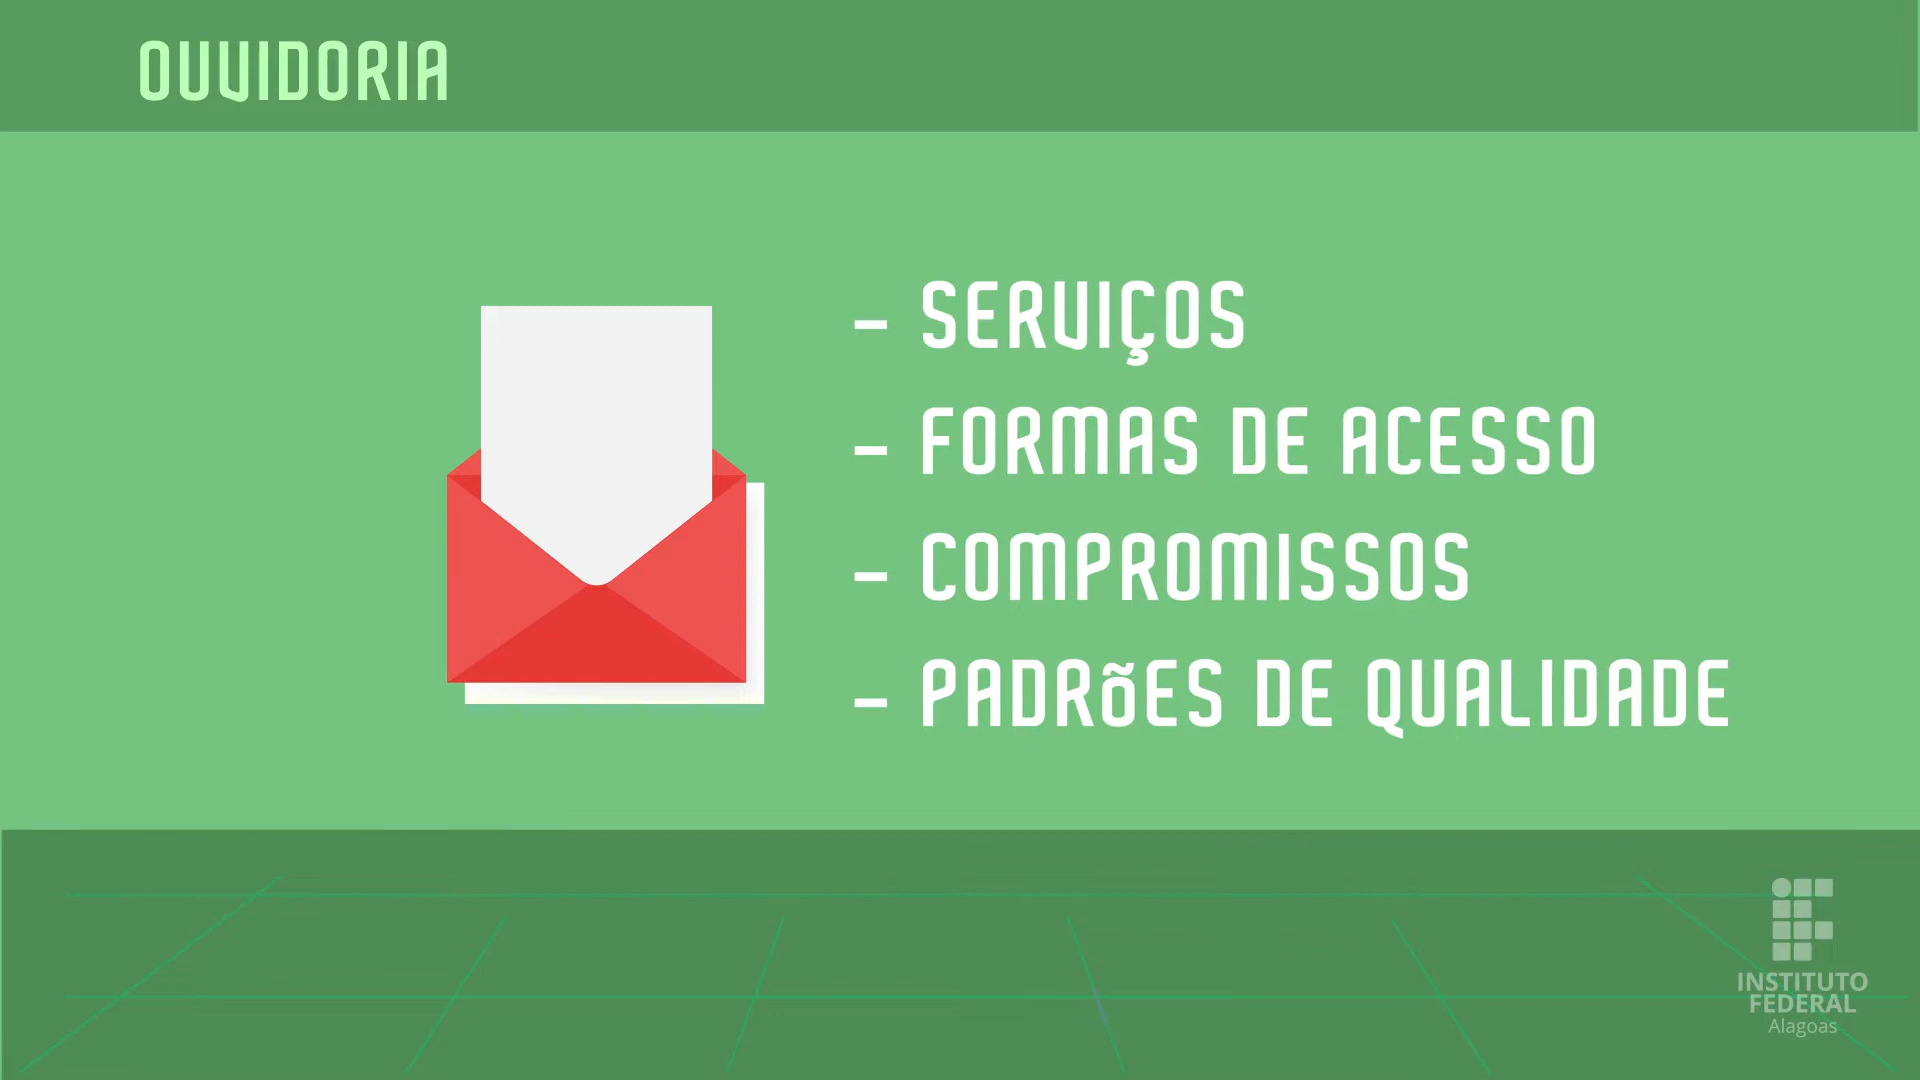 OUVIDORIA
- SERVIÇOS
- FORMAS DE ACESSO
- COMPROMISSOS
- PADRÕES DE QUALIDADE
INSTITUTO
FEDERAL
Alagoas